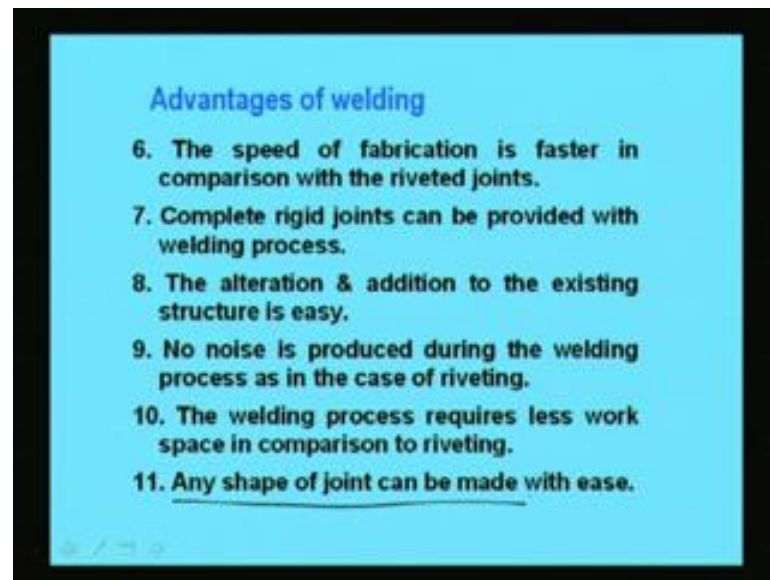 Advantages of welding
6. The speed of fabrication is faster in
comparison with the riveted joints.
7. Complete rigid joints can be provided with
welding process.
8. The alteration & addition to the existing
structure is easy.
9. No noise is produced during the welding
process as in the case of riveting.
10. The welding process requires less work
space in comparison to riveting.
11. Any shape of joint can be made with ease.